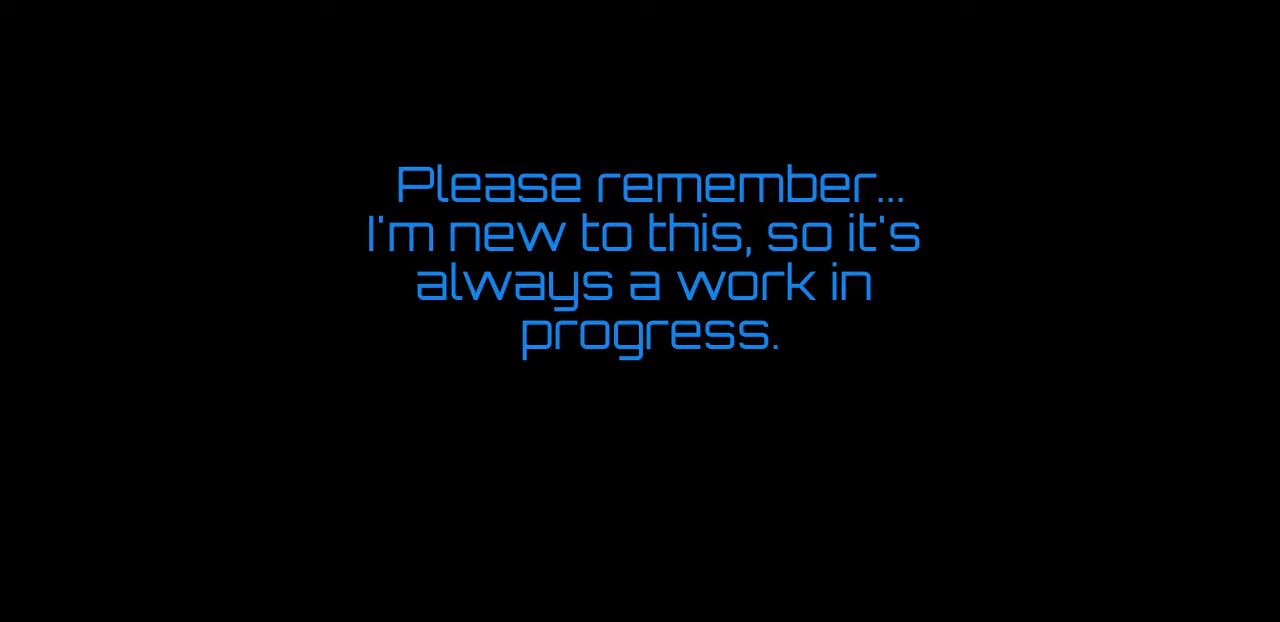 Please remember...
I'm new to this, so it's
always a work in
progress.